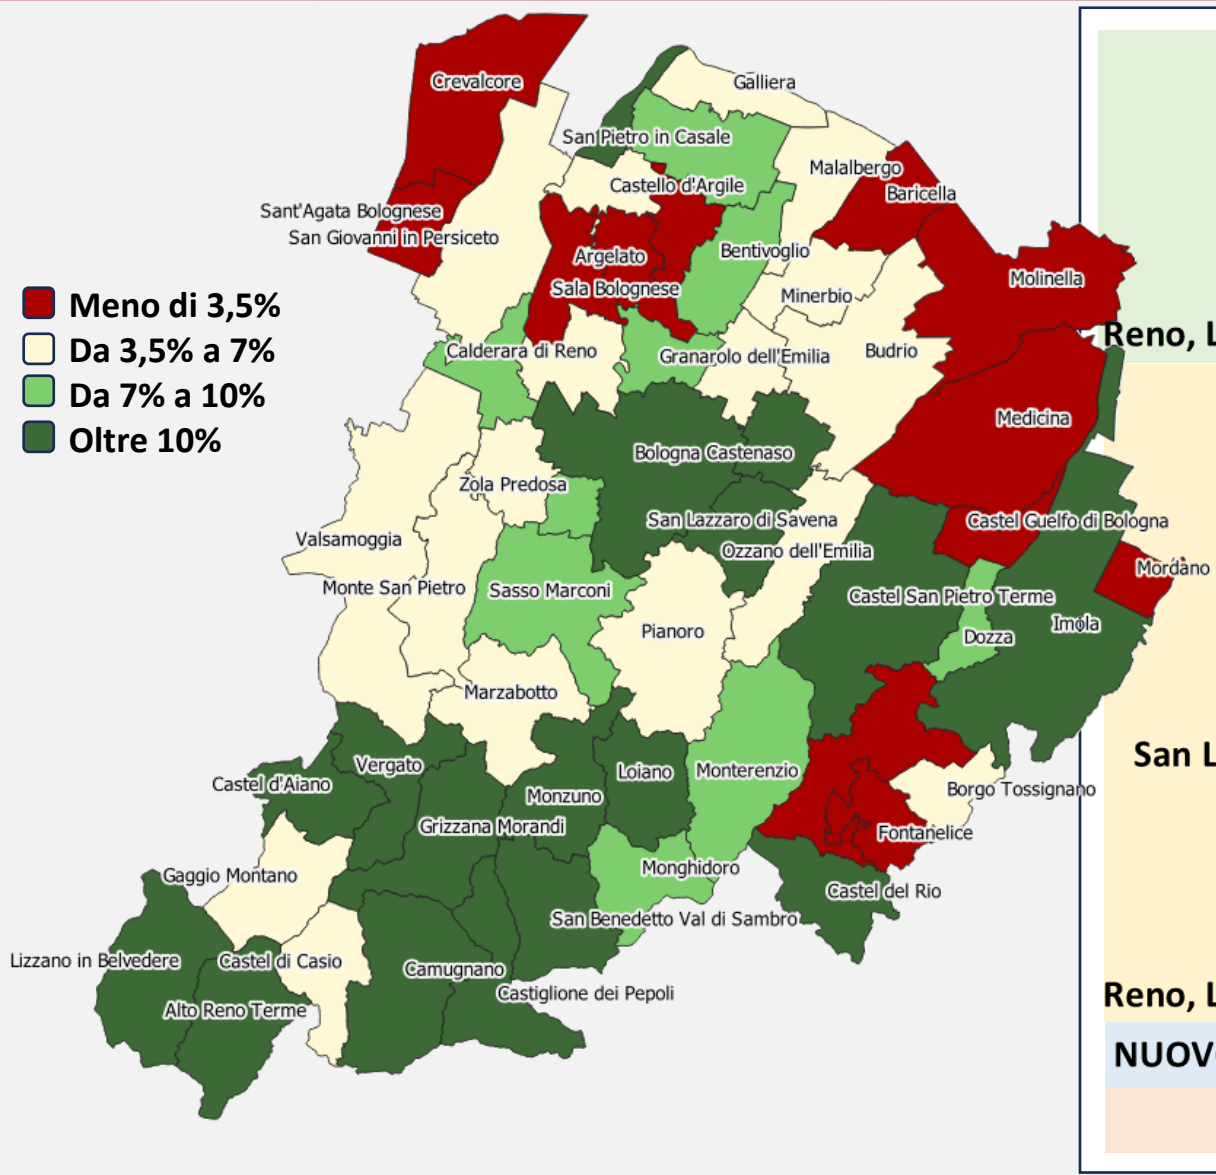 Crevalcore
Galliera
San Pietro in Casale
Malalbergo
Castello d'Argile
Baricella
Sant'Agata Bolognese
San Giovanni in Persiceto
Argelato
Bentivoglio
Molinella
Sala Bolognese
Minerbio
Meno di 3,5%
Da 3,5% a 7%
Da 7% a 10%
Oltre 10%
Reno, L
Calderara di Reno
Granarolo dell'Emilia
Budrio
Medicina
Bologna
Castenaso
Zola Predosa
San Lazzaro di Savena
Castel Guelfo di Bologna
Valsamoggia
Ozzano dell'Emilia
Mordano
Monte San Pietro
Sasso Marconi
Castel San Pietro Terme
Imola
Pianoro
Dozza
Marzabotto
San L
Vergato
Loiano
Monterenzio
Castel d'Aiano
Borgo Tossignano
Monzuno
Grizzana Morandi
Fontanelice
Gaggio Montano
Monghidoro
Castel del Rio
San Benedetto Val di Sambro
Lizzano in Belvedere
Castel di Casio
Camugnano
Castiglione dei Pepoli
Reno, L
Alto Reno Terme
NUOV